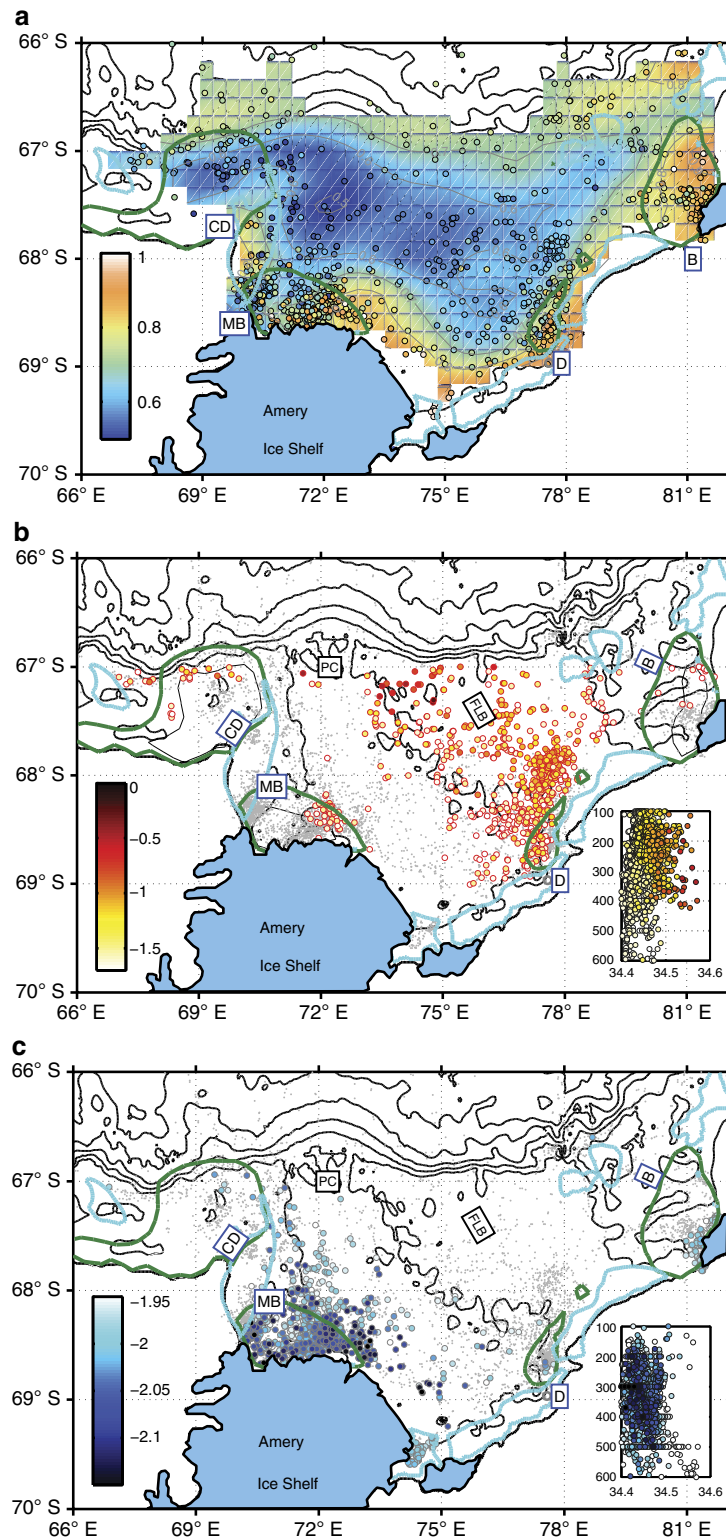 a
66° S
67° S
CD
68° S
B
1
0.8
MB
69° S
D
0.6
Amery
Ice Shelf
70° S
66° E 69° E 72° E 75° E 78° E 81° E
b
66° S
67° S
PC
B
FLB
CD
68° S
MB
0
−0.5
−1
−1.5
69° S
D
100
200
300
400
500
600
34.4 34.5 34.6
Amery
Ice Shelf
70° S
66° E 69° E 72° E 75° E 78° E 81° E
c
66° S
67° S
PC
B
FLB
CD
68° S
MB
−1.95
−2
−2.05
−2.1
69° S
D
100
200
300
400
500
600
34.4 34.5 34.6
Amery
Ice Shelf
70° S
66° E 69° E 72° E 75° E 78° E 81° E